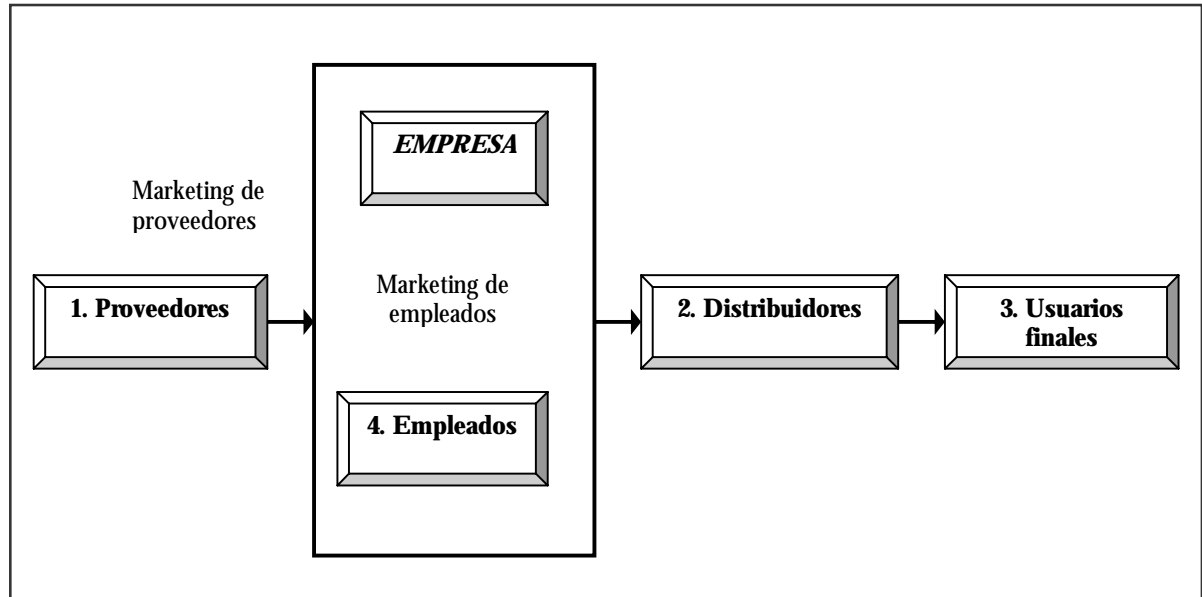 EMPRESA
Marketing de
proveedores
1. Proveedores
Marketing de
empleados
4. Empleados
2. Distribuidores
3. Usuarios
finales